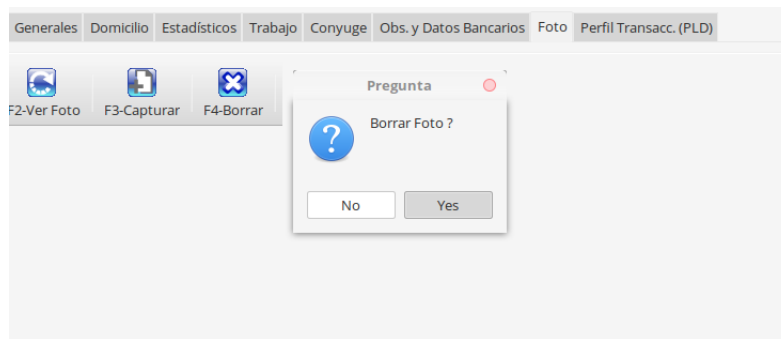 Generales Domicilio Estadísticos Trabajo Conyuge Obs. y Datos Bancarios Foto Perfil Transacc. (PLD)
F2-Ver Foto F3-Capturar F4-Borrar
Pregunta
Borrar Foto ?
No Yes